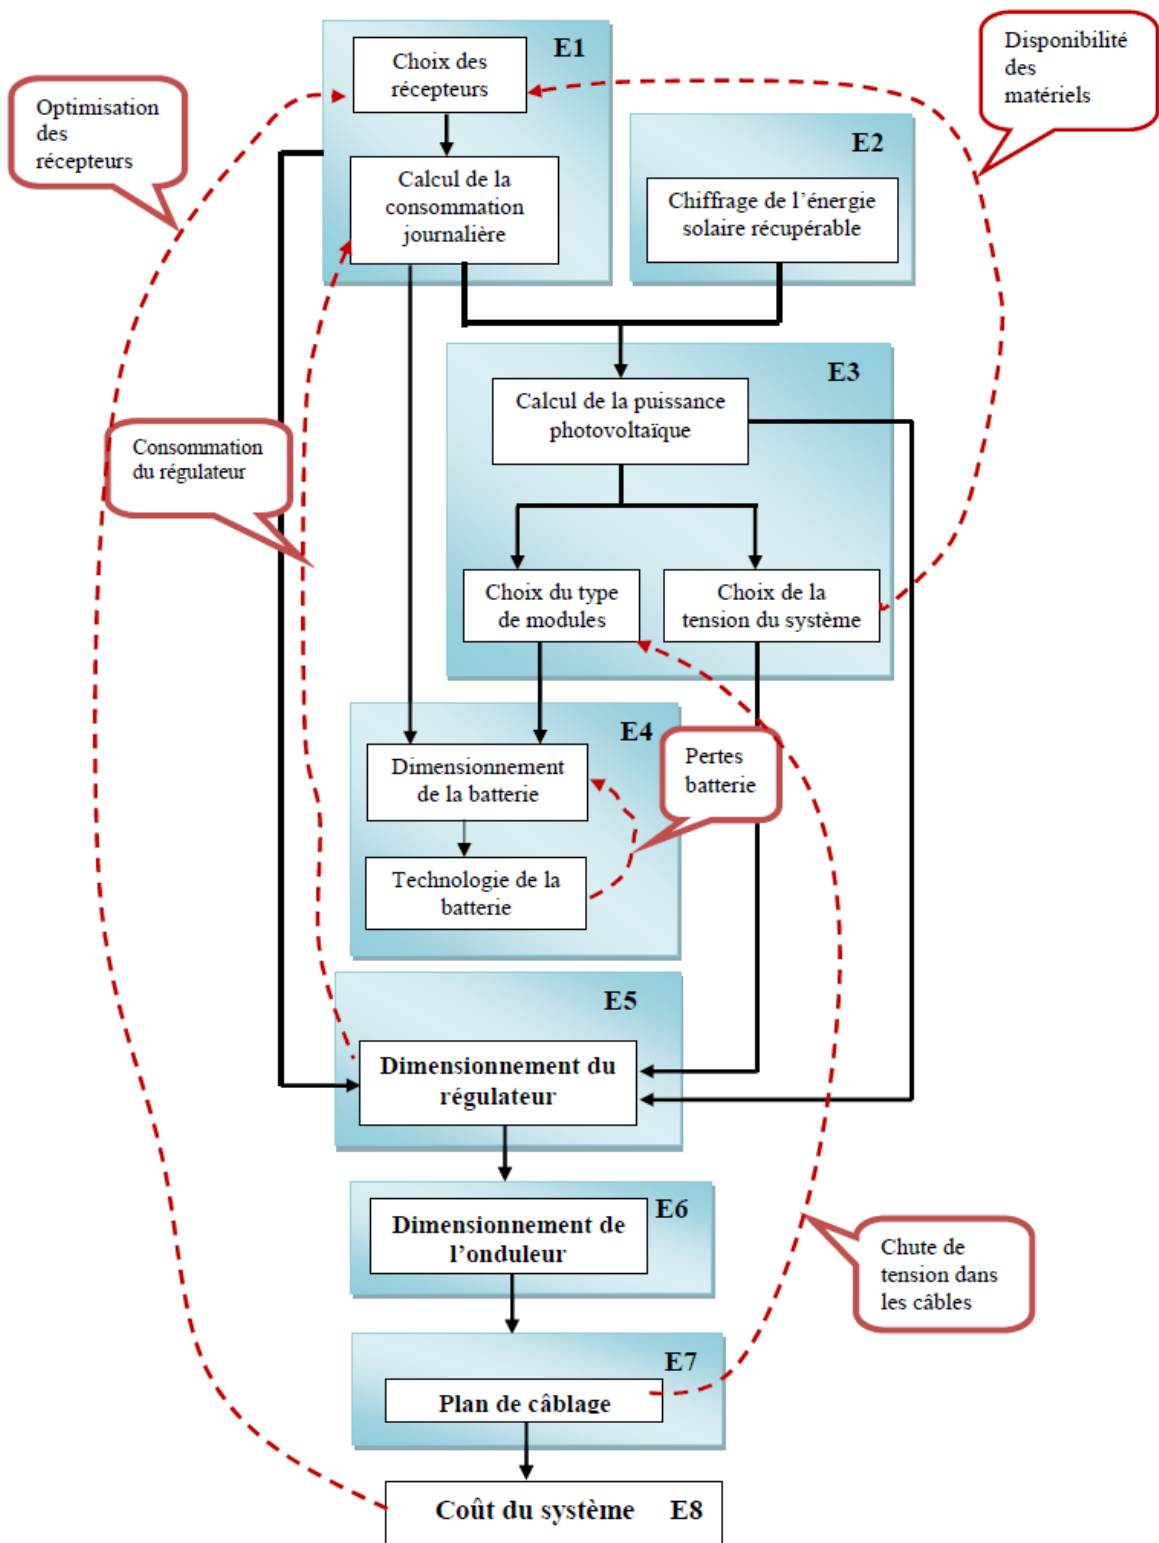 E1
Choix des
récepteurs
Disponibilité
des
matériels
Optimisation
des
récepteurs
E2
Calcul de la
consommation
journalière
Chiffrage de l'énergie
solaire récupérable
E3
Calcul de la puissance
photovoltaïque
Consommation
du régulateur
Choix du type
de modules
Choix de la
tension du système
E4
Dimensionnement
de la batterie
Pertes
batterie
Technologie de la
batterie
E5
Dimensionnement du
régulateur
E6
Dimensionnement de
l'onduleur
Chute de
tension dans
les câbles
E7
Plan de câblage
Coût du système E8